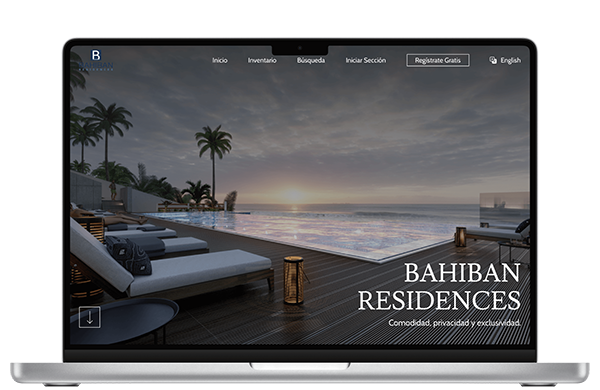 B
Inicio
Inventario
Búsqueda
Iniciar Sección
Regístrate Gratis
English
BAHIBAN
RESIDENCES
Comodidad, privacidad y exclusividad.